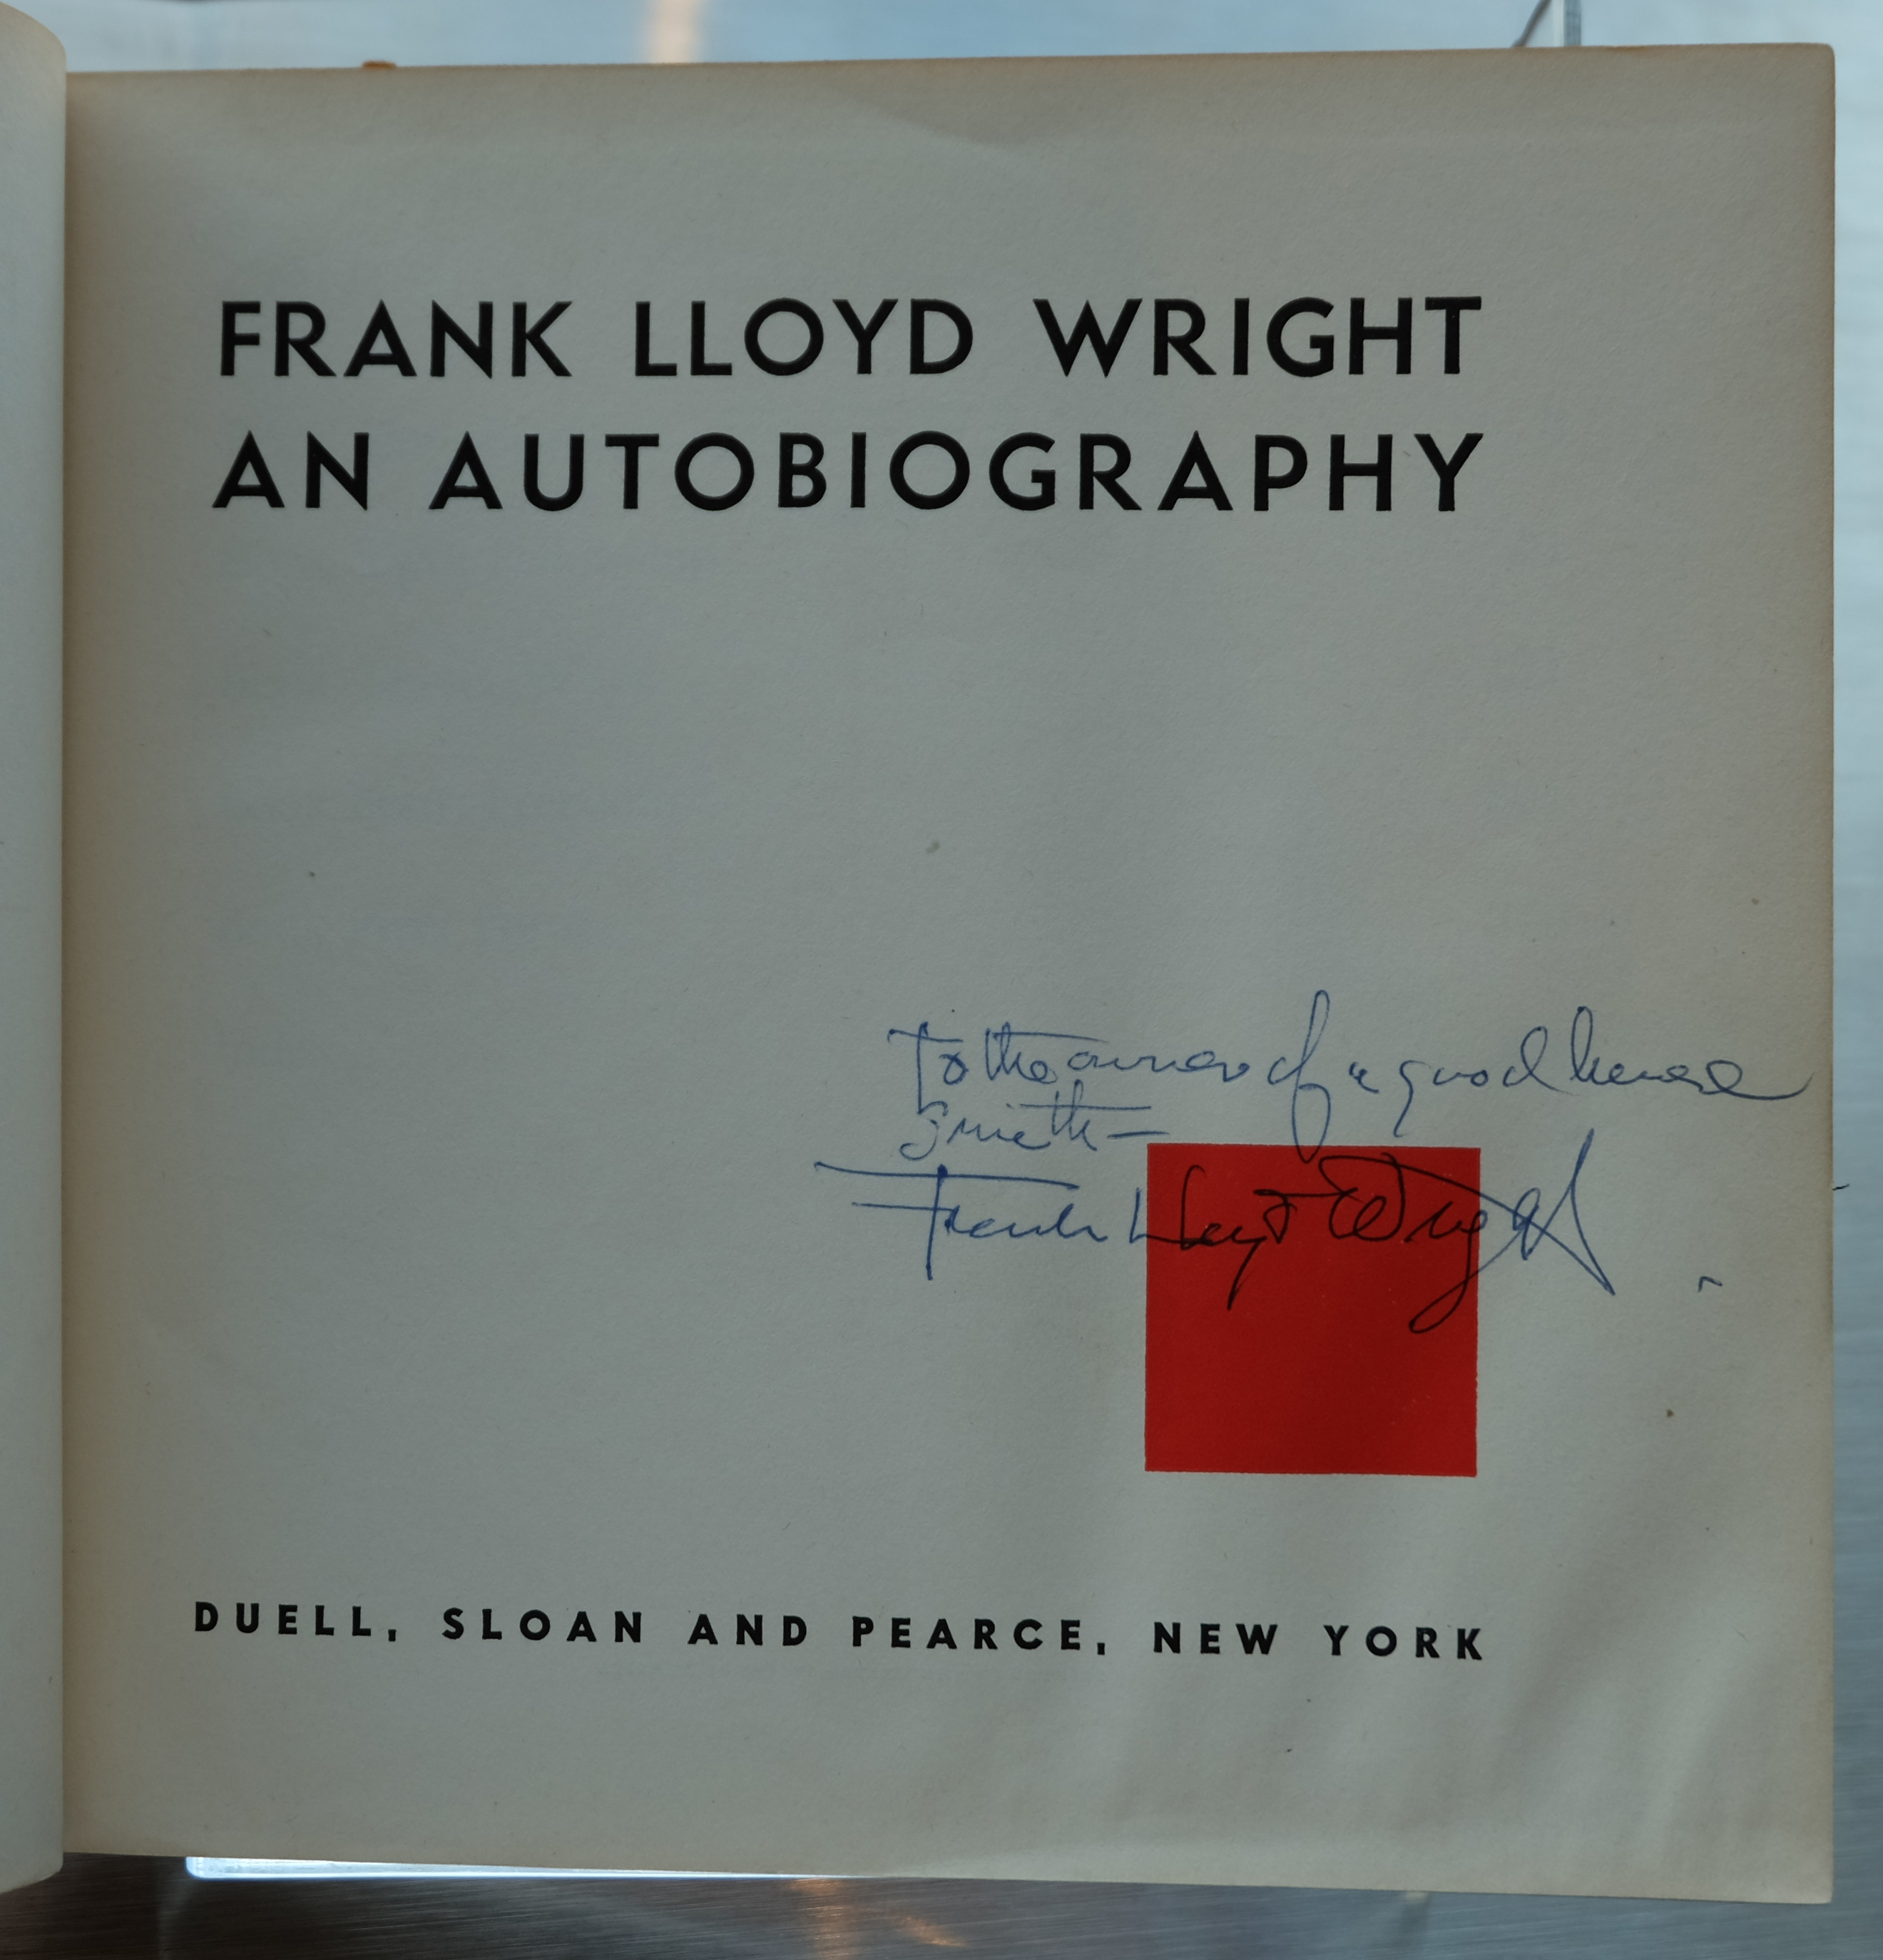 FRANK LLOYD WRIGHT
AN AUTOBIOGRAPHY
To the owner of a good house
Smith —
Frank Lloyd Wright
DUELL, SLOAN AND PEARCE, NEW YORK